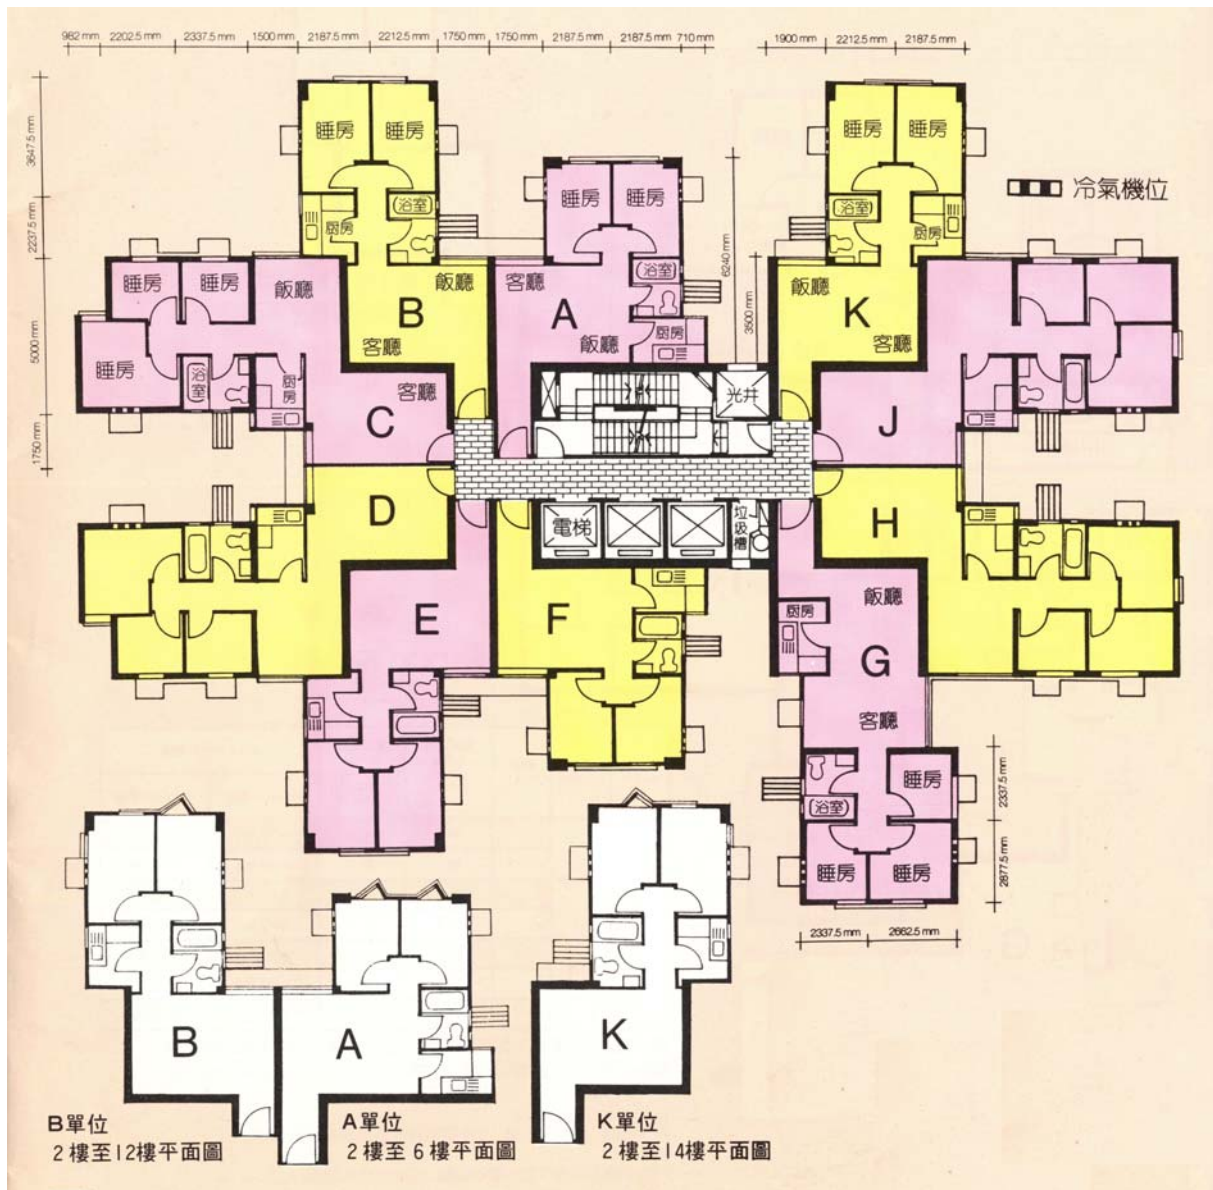 982 mm 2202.5 mm 2337.5 mm 1500 mm 2187.5 mm 2212.5 mm 1750 mm 1750 mm 2187.5 mm 2187.5 mm 710 mm
1900 mm 2212.5 mm 2187.5 mm
3647.5 mm
2237.5 mm
5000 mm
1750 mm
睡房 睡房
浴室
厨房
飯廳
B
客廳
睡房 睡房
客廳 浴室
A
飯廳 厨房
6240 mm
3500 mm
睡房 睡房
浴室
厨房
飯廳
K
客廳
冷氣機位
睡房 睡房 飯廳
睡房 浴室 厨房
客廳
C
光井
J
D
電梯
垃圾槽
H
E
F
厨房 飯廳
G
客廳
睡房
浴室
睡房 睡房
2337.5 mm
2877.5 mm
2337.5 mm 2662.5 mm
B
A
K
B單位
2樓至12樓平面圖
A單位
2樓至6樓平面圖
K單位
2樓至14樓平面圖